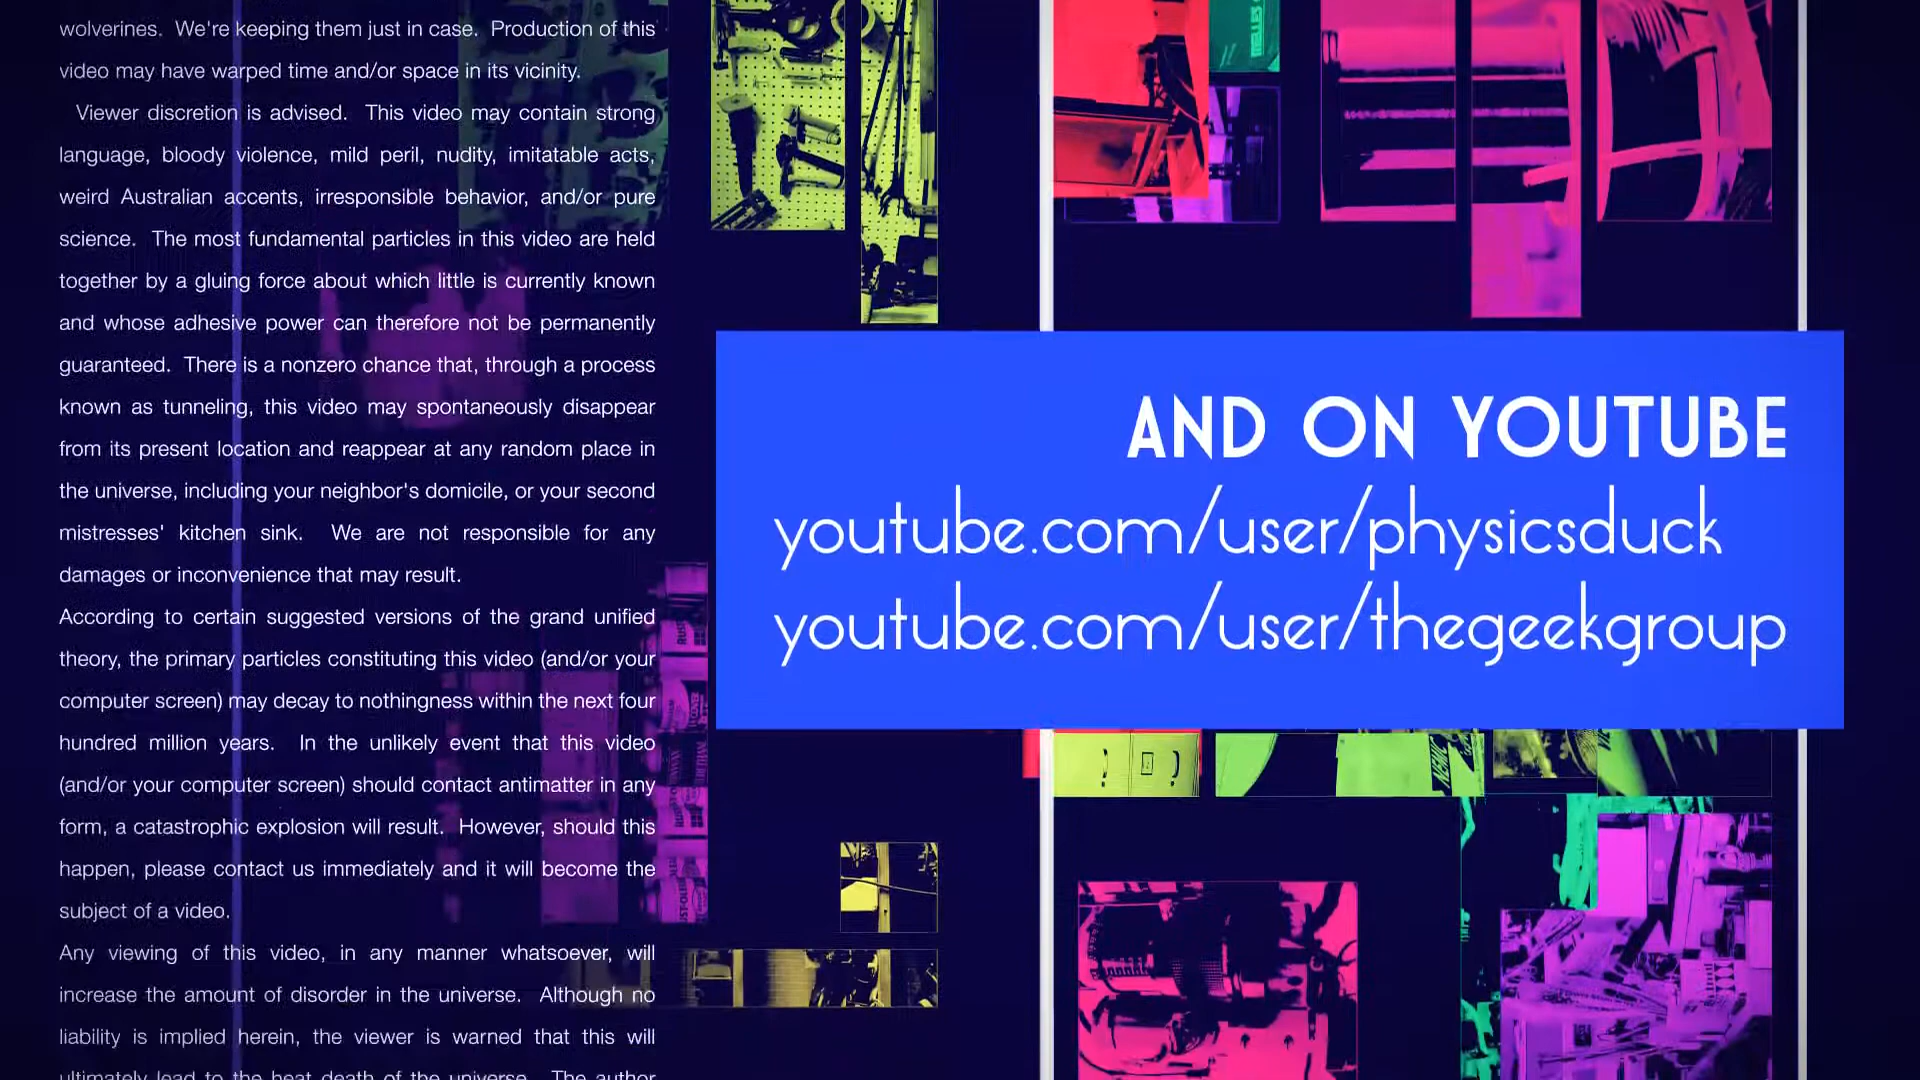 wolverines. We're keeping them just in case. Production of this
video may have warped time and/or space in its vicinity.
Viewer discretion is advised. This video may contain strong
language, bloody violence, mild peril, nudity, imitatable acts,
weird Australian accents, irresponsible behavior, and/or pure
science. The most fundamental particles in this video are held
together by a gluing force about which little is currently known
and whose adhesive power can therefore not be permanently
guaranteed. There is a nonzero chance that, through a process
known as tunneling, this video may spontaneously disappear
from its present location and reappear at any random place in
the universe, including your neighbor's domicile, or your second
mistresses' kitchen sink. We are not responsible for any
damages or inconvenience that may result.
According to certain suggested versions of the grand unified
theory, the primary particles constituting this video (and/or your
computer screen) may decay to nothingness within the next four
hundred million years. In the unlikely event that this video
(and/or your computer screen) should contact antimatter in any
form, a catastrophic explosion will result. However, should this
happen, please contact us immediately and it will become the
subject of a video.
Any viewing of this video, in any manner whatsoever, will
increase the amount of disorder in the universe. Although no
liability is implied herein, the viewer is warned that this will
ultimately lead to the heat death of the universe. The author
AND ON YOUTUBE
youtube.com/user/physicsduck
youtube.com/user/thegeekgroup